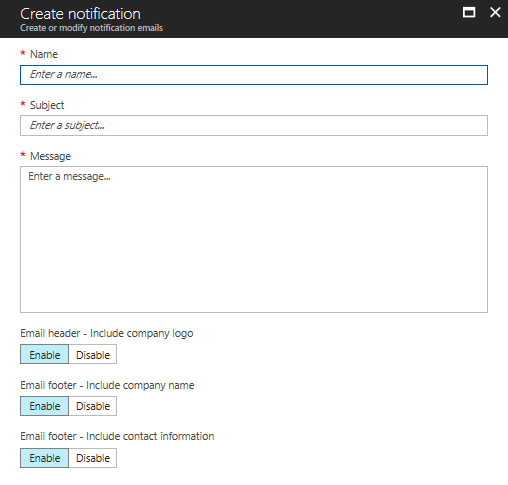 Create notification
Create or modify notification emails
* Name
Enter a name...
* Subject
Enter a subject...
* Message
Enter a message...
Email header - Include company logo
Enable Disable
Email footer - Include company name
Enable Disable
Email footer - Include contact information
Enable Disable